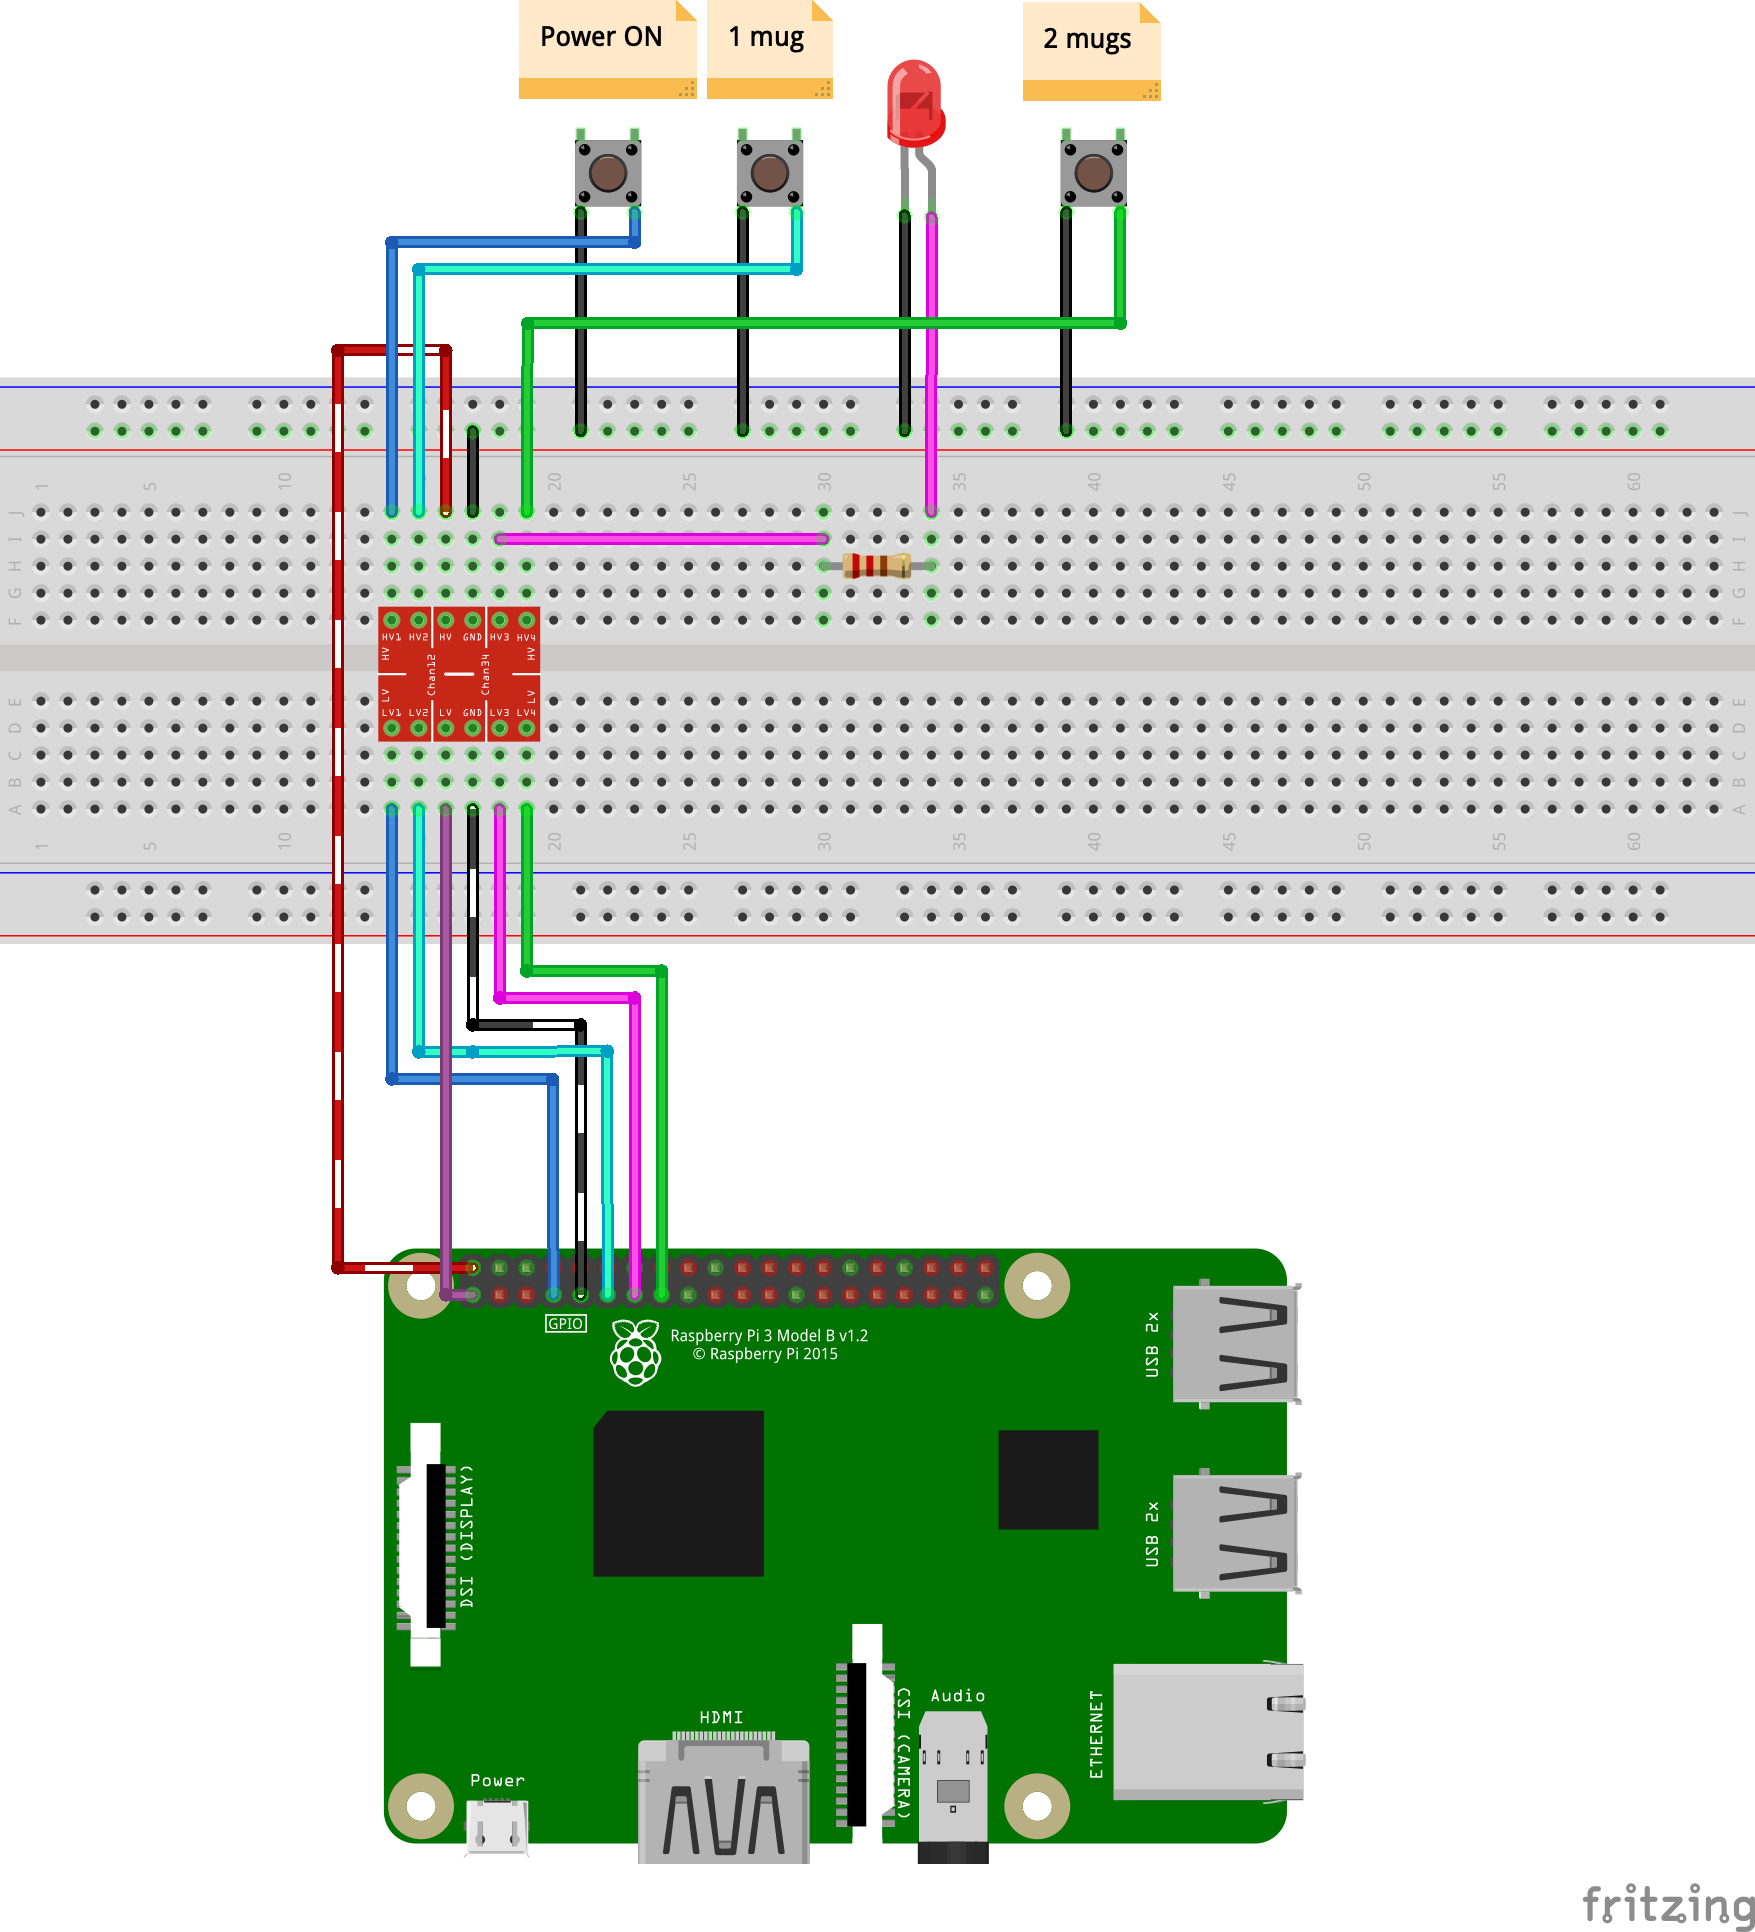 Power ON
1 mug
2 mugs
1 5 10 20 25 30 35 40 45 50 55 60
J J
I I
H H
G G
F F
HV1 HV2 HV GND HV3 HV4
HV Chan12 Chan34 HV
LV LV
LV1 LV2 LV GND LV3 LV4
E E
D D
C C
B B
A A
1 5 10 20 25 30 35 40 45 50 55 60
GPIO
Raspberry Pi 3 Model B v1.2
© Raspberry Pi 2015
USB 2x
DSI (DISPLAY)
USB 2x
CSI (CAMERA)
Audio
ETHERNET
HDMI
Power
fritzing